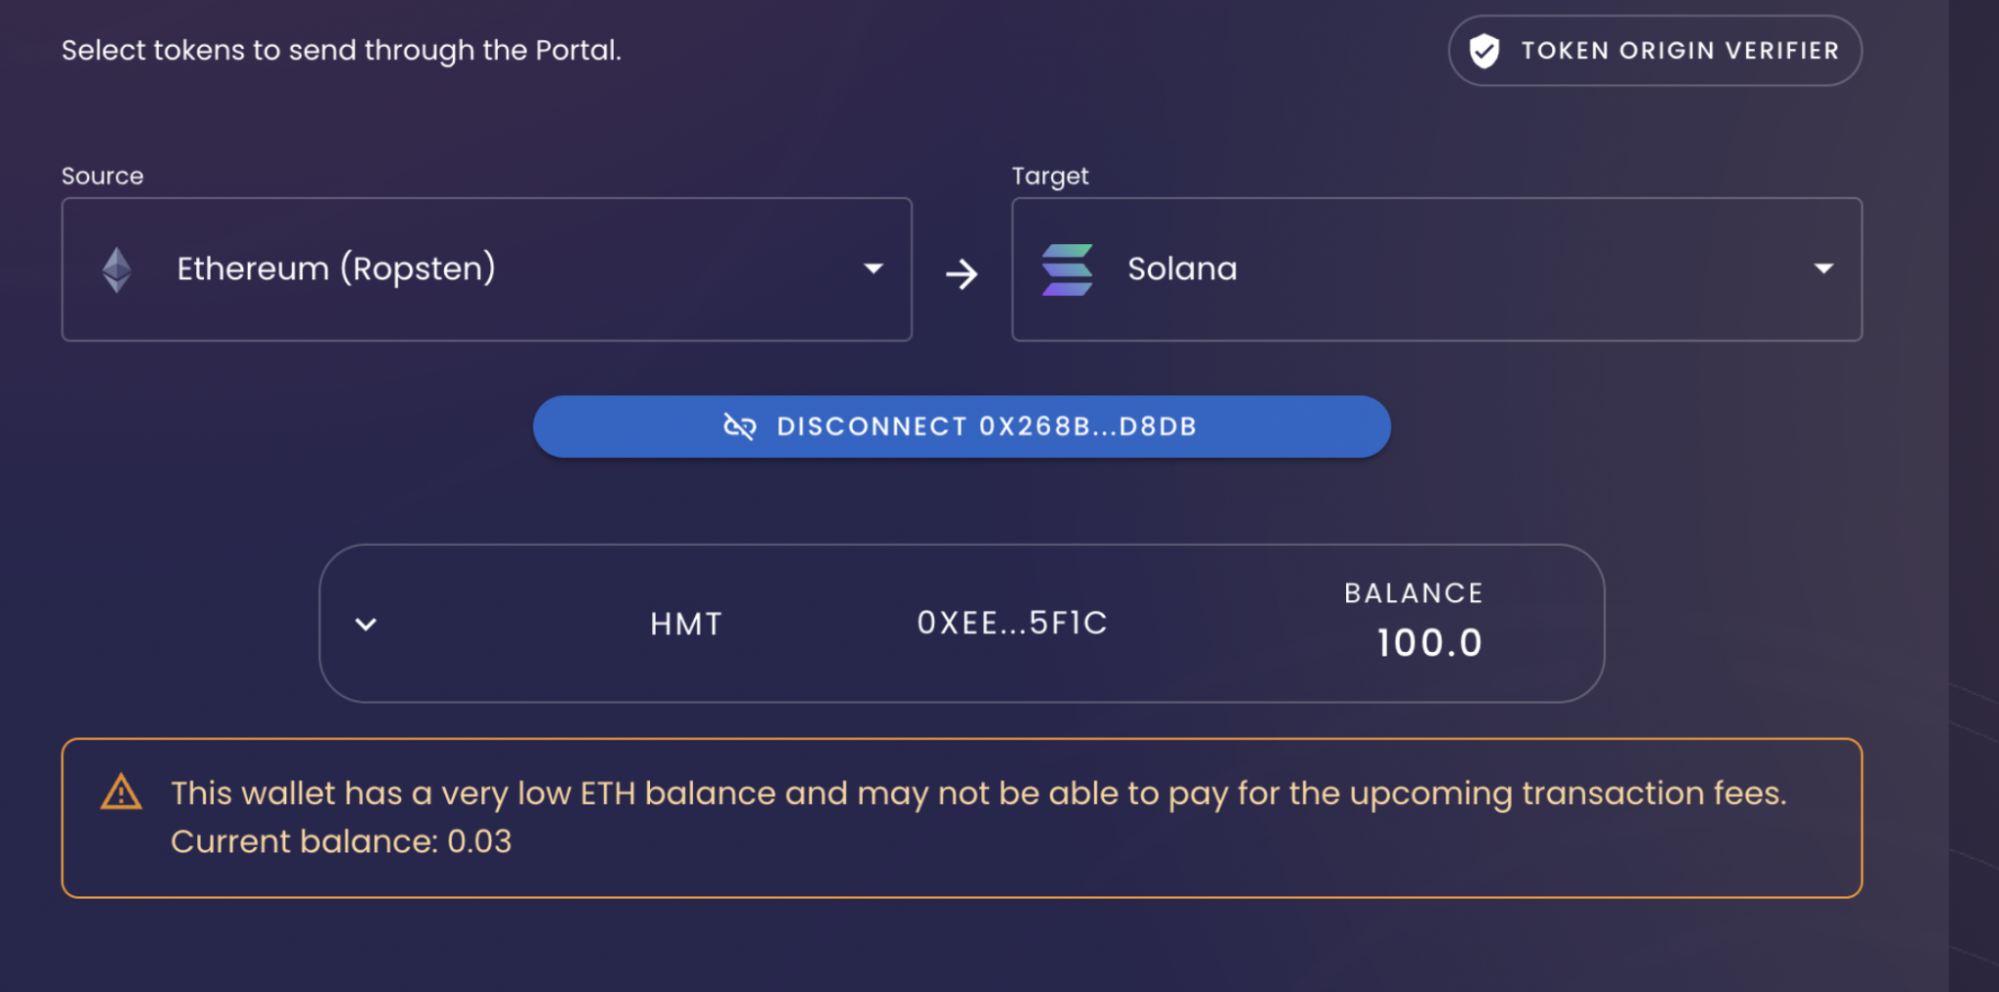 Select tokens to send through the Portal.
TOKEN ORIGIN VERIFIER
Source
Target
Ethereum (Ropsten)
Solana
DISCONNECT 0X268B...D8DB
BALANCE
HMT 0XEE...5F1C
100.0
This wallet has a very low ETH balance and may not be able to pay for the upcoming transaction fees.
Current balance: 0.03